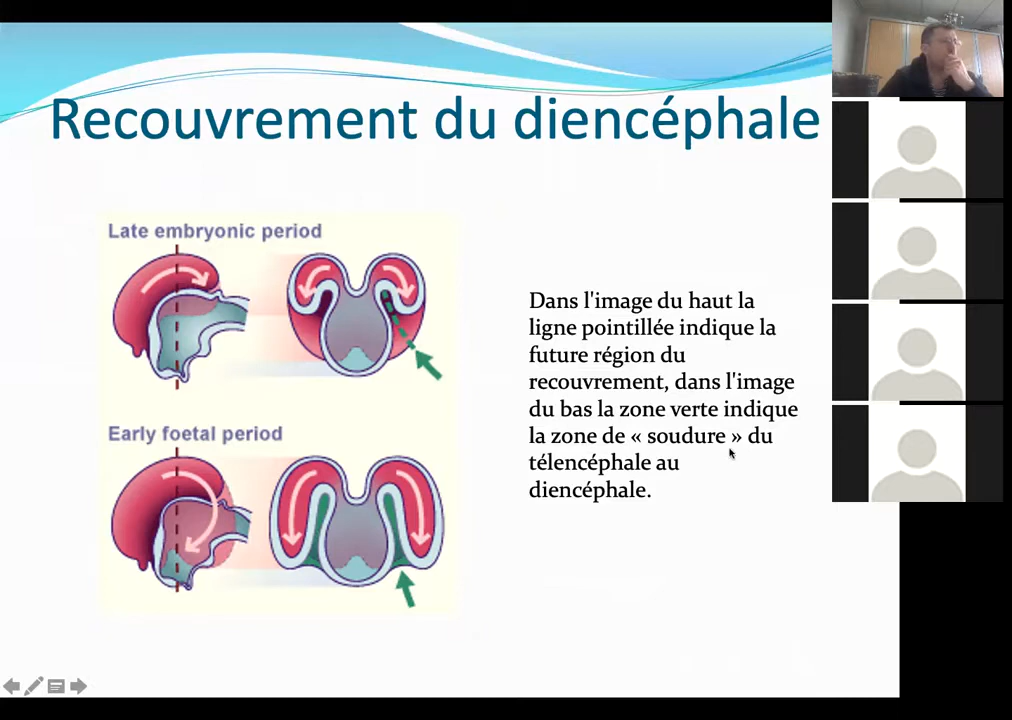 Recouvrement du diencéphale
Late embryonic period
Early foetal period
Dans l'image du haut la
ligne pointillée indique la
future région du
recouvrement, dans l'image
du bas la zone verte indique
la zone de « soudure » du
télencéphale au
diencéphale.